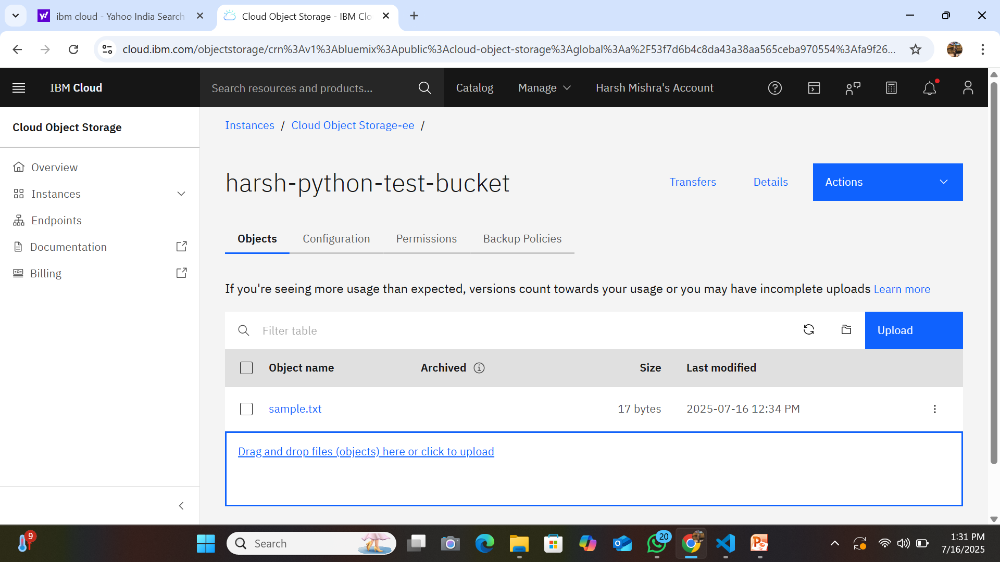 ibm cloud - Yahoo India Search
Cloud Object Storage - IBM Clo
cloud.ibm.com/objectstorage/crn%3Av1%3Abluemix%3Apublic%3Acloud-object-storage%3Aglobal%3Aa%2F53f7d6b4c8da43a38aa565ceba970554%3Afa9f26...
IBM Cloud
Search resources and products...
Catalog
Manage
Harsh Mishra's Account
Cloud Object Storage
Overview
Instances
Endpoints
Documentation
Billing
Instances / Cloud Object Storage-ee /
harsh-python-test-bucket
Transfers
Details
Actions
Objects
Configuration
Permissions
Backup Policies
If you're seeing more usage than expected, versions count towards your usage or you may have incomplete uploads Learn more
Filter table
Upload
Object name
Archived
Size
Last modified
sample.txt
17 bytes
2025-07-16 12:34 PM
Drag and drop files (objects) here or click to upload
9
Search
20
1:31 PM
7/16/2025